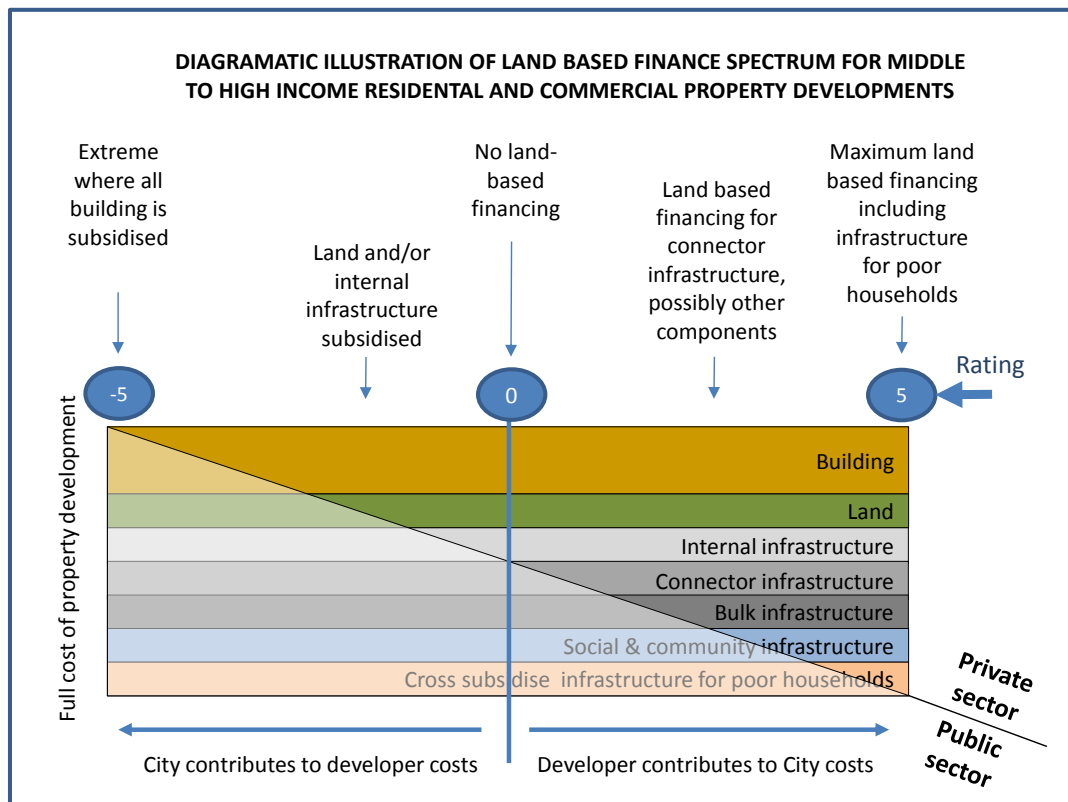 DIAGRAMATIC ILLUSTRATION OF LAND BASED FINANCE SPECTRUM FOR MIDDLE
TO HIGH INCOME RESIDENTAL AND COMMERCIAL PROPERTY DEVELOPMENTS
Extreme
where all
building is
subsidised
Land and/or
internal
infrastructure
subsidised
No land-
based
financing
Land based
financing for
connector
infrastructure,
possibly other
components
Maximum land
based financing
including
infrastructure
for poor
households
Rating
-5
0
5
Full cost of property development
Building
Land
Internal infrastructure
Connector infrastructure
Bulk infrastructure
Social & community infrastructure
Cross subsidise infrastructure for poor households
Private
sector
Public
sector
City contributes to developer costs
Developer contributes to City costs